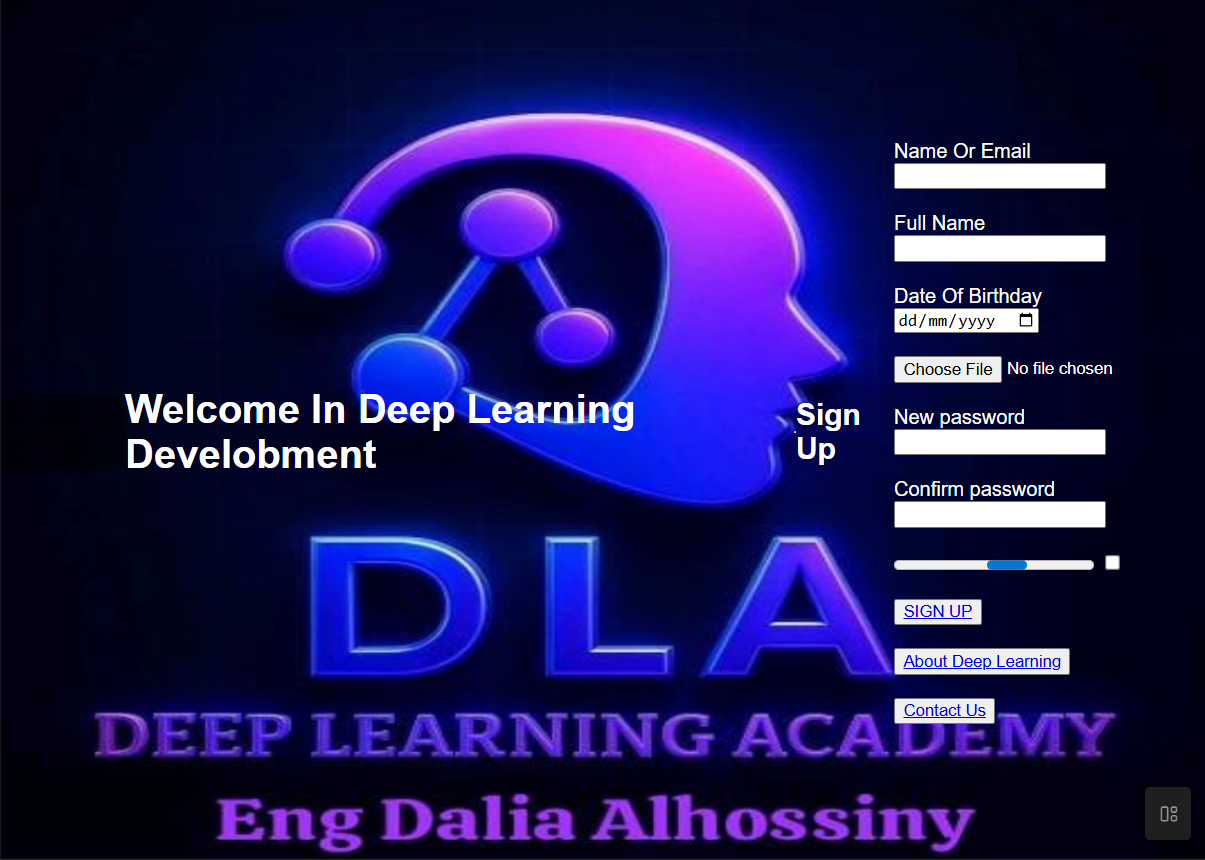 Welcome In Deep Learning
Develobment
Sign
Up
Name Or Email
Full Name
Date Of Birthday
dd/mm/yyyy
Choose File No file chosen
New password
Confirm password
SIGN UP
About Deep Learning
Contact Us
DLA
DEEP LEARNING ACADEMY
Eng Dalia Alhossiny